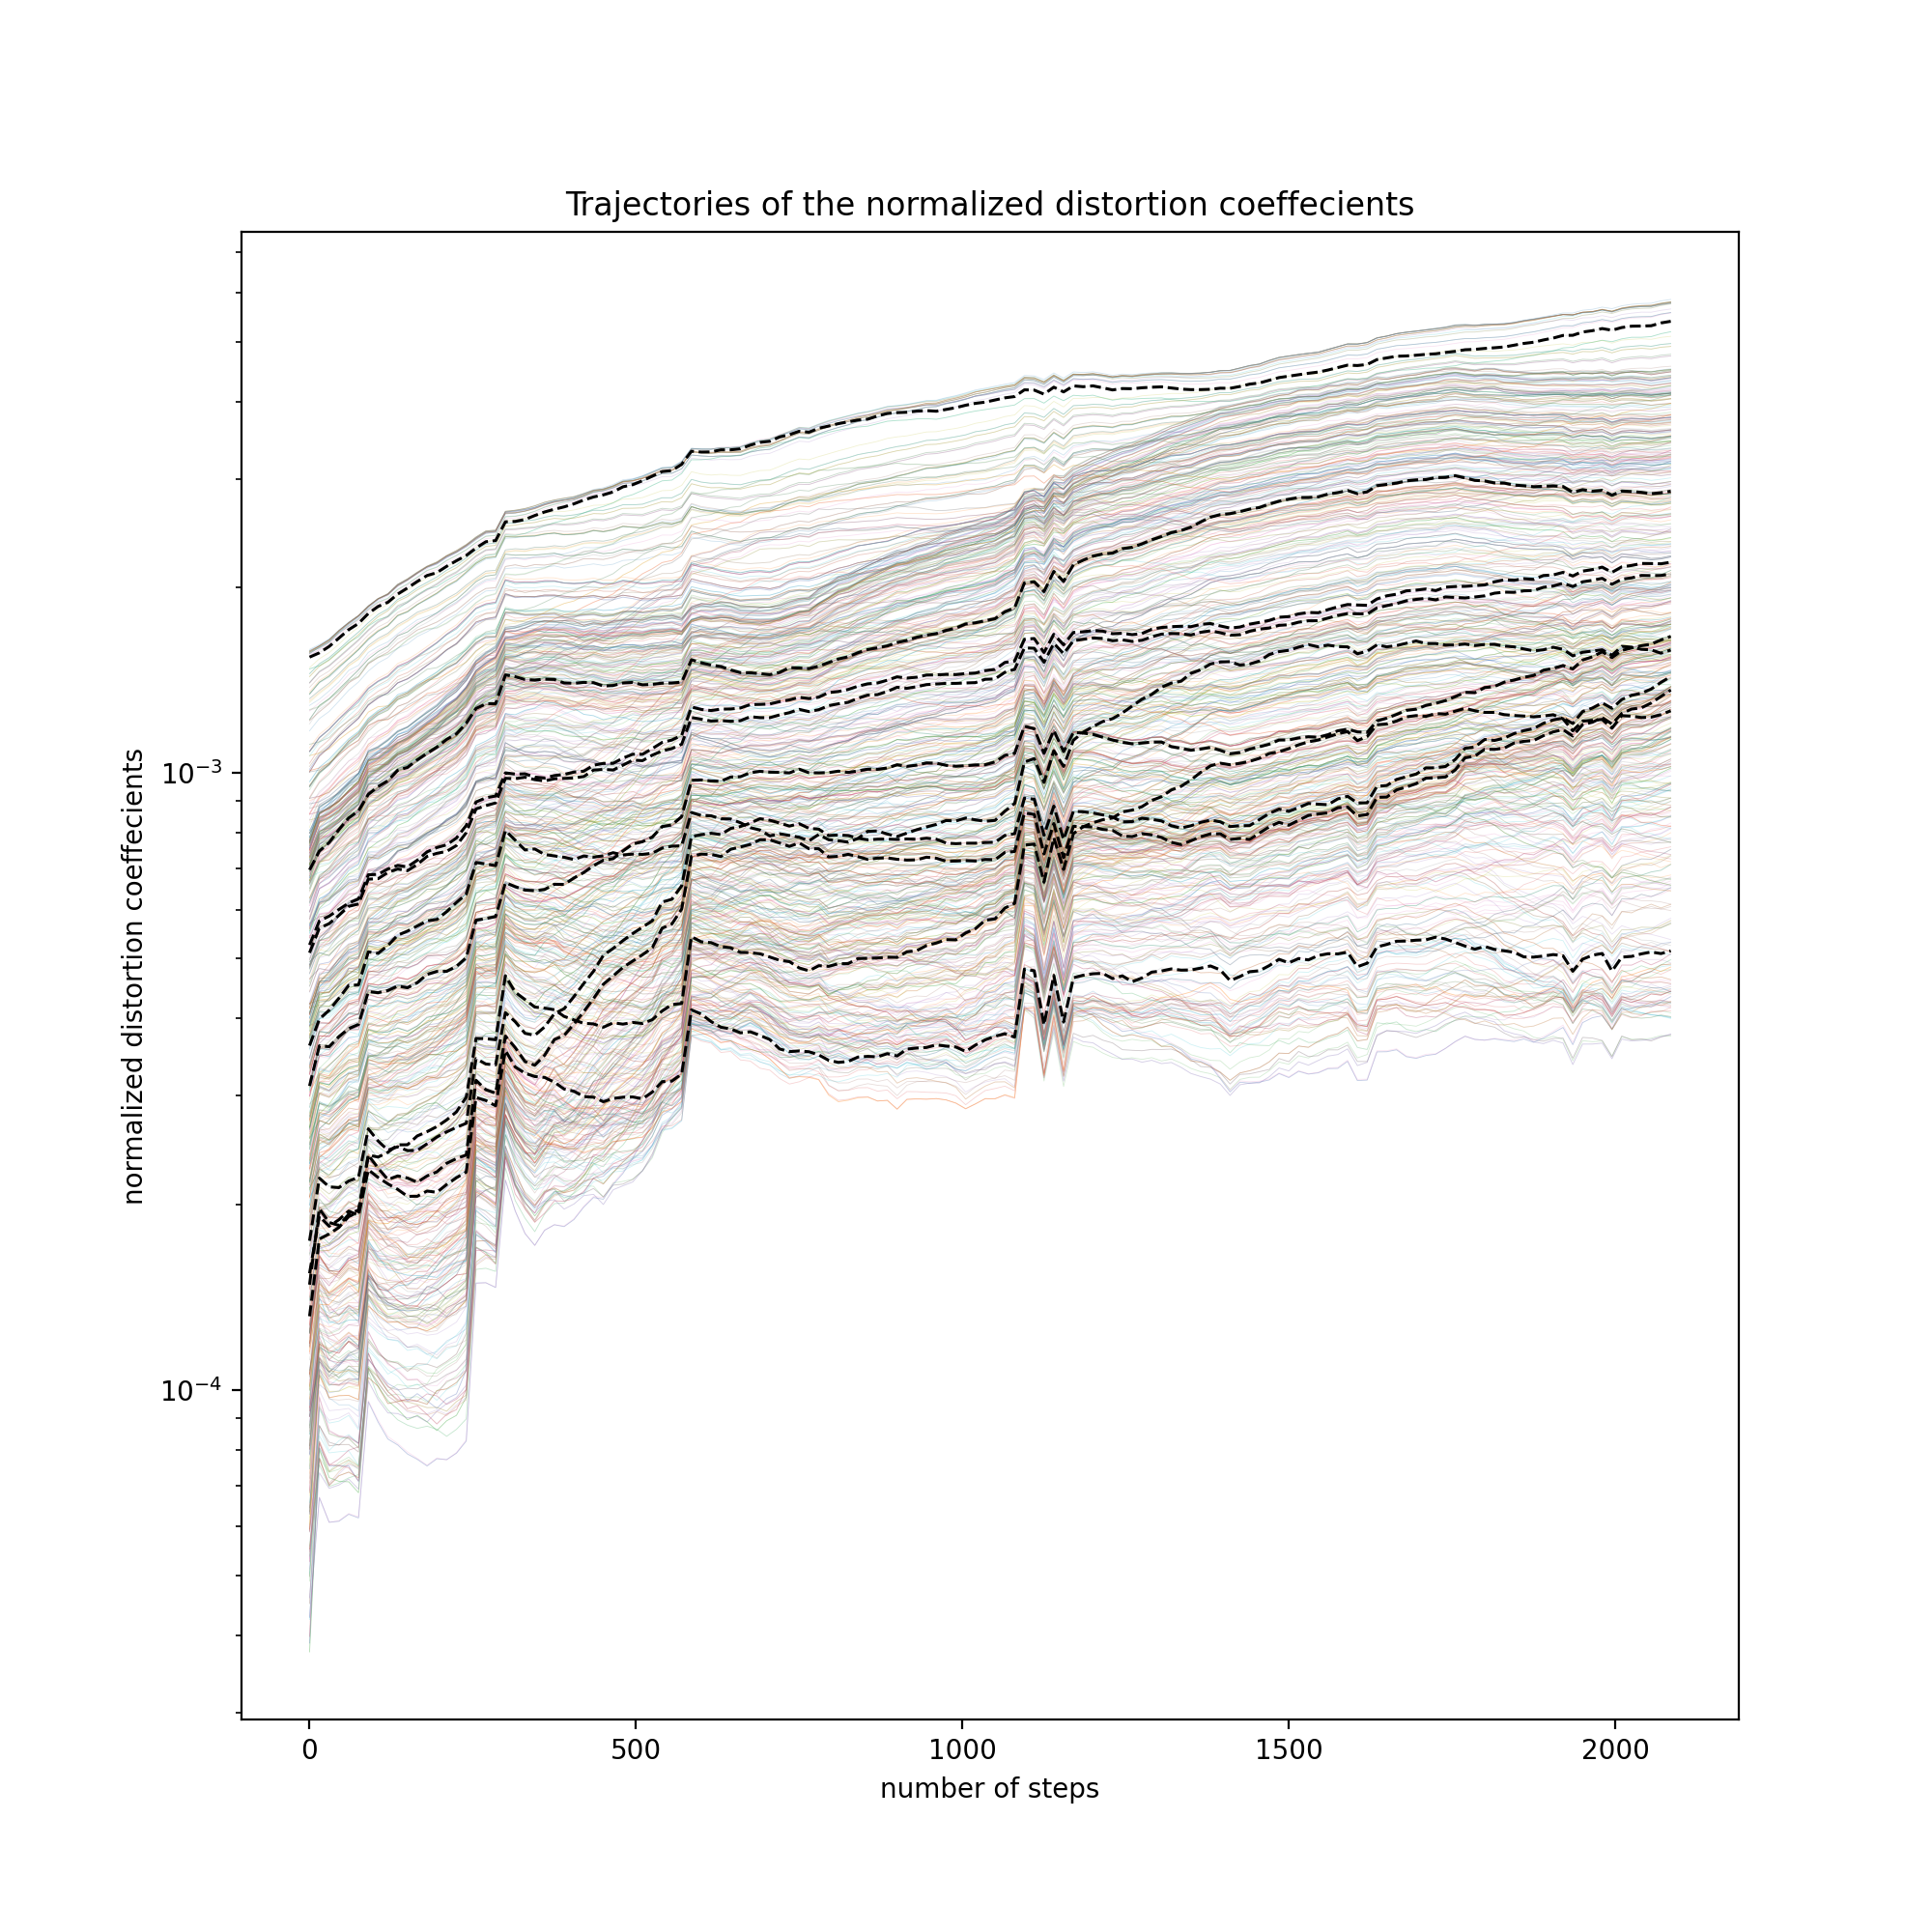 Trajectories of the normalized distortion coeffecients
normalized distortion coeffecients
10⁻³
10⁻⁴
0 500 1000 1500 2000
number of steps